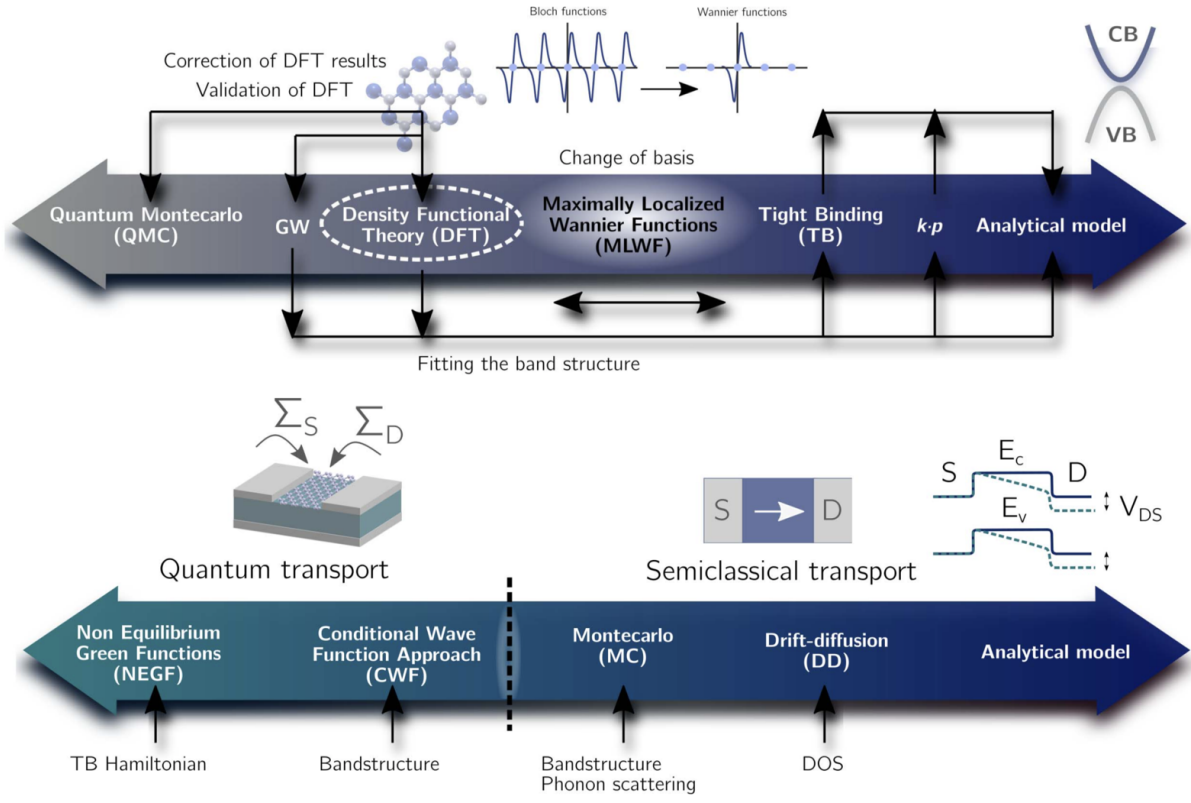 Bloch functions
Wannier functions
Correction of DFT results
Validation of DFT
CB
VB
Change of basis
Quantum Montecarlo
(QMC)
GW
Density Functional
Theory (DFT)
Maximally Localized
Wannier Functions
(MLWF)
Tight Binding
(TB)
k·p
Analytical model
Fitting the band structure
Σ_S
Σ_D
S
D
S
E_c
D
E_v
V_DS
Quantum transport
Semiclassical transport
Non Equilibrium
Green Functions
(NEGF)
Conditional Wave
Function Approach
(CWF)
Montecarlo
(MC)
Drift-diffusion
(DD)
Analytical model
TB Hamiltonian
Bandstructure
Bandstructure
Phonon scattering
DOS